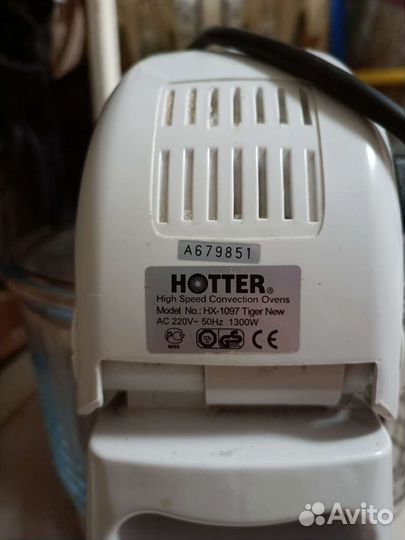 A679851
HOTTER®
High Speed Convection Ovens
Model No.: HX-1097 Tiger New
AC 220V~ 50Hz 1300W
CE
Avito